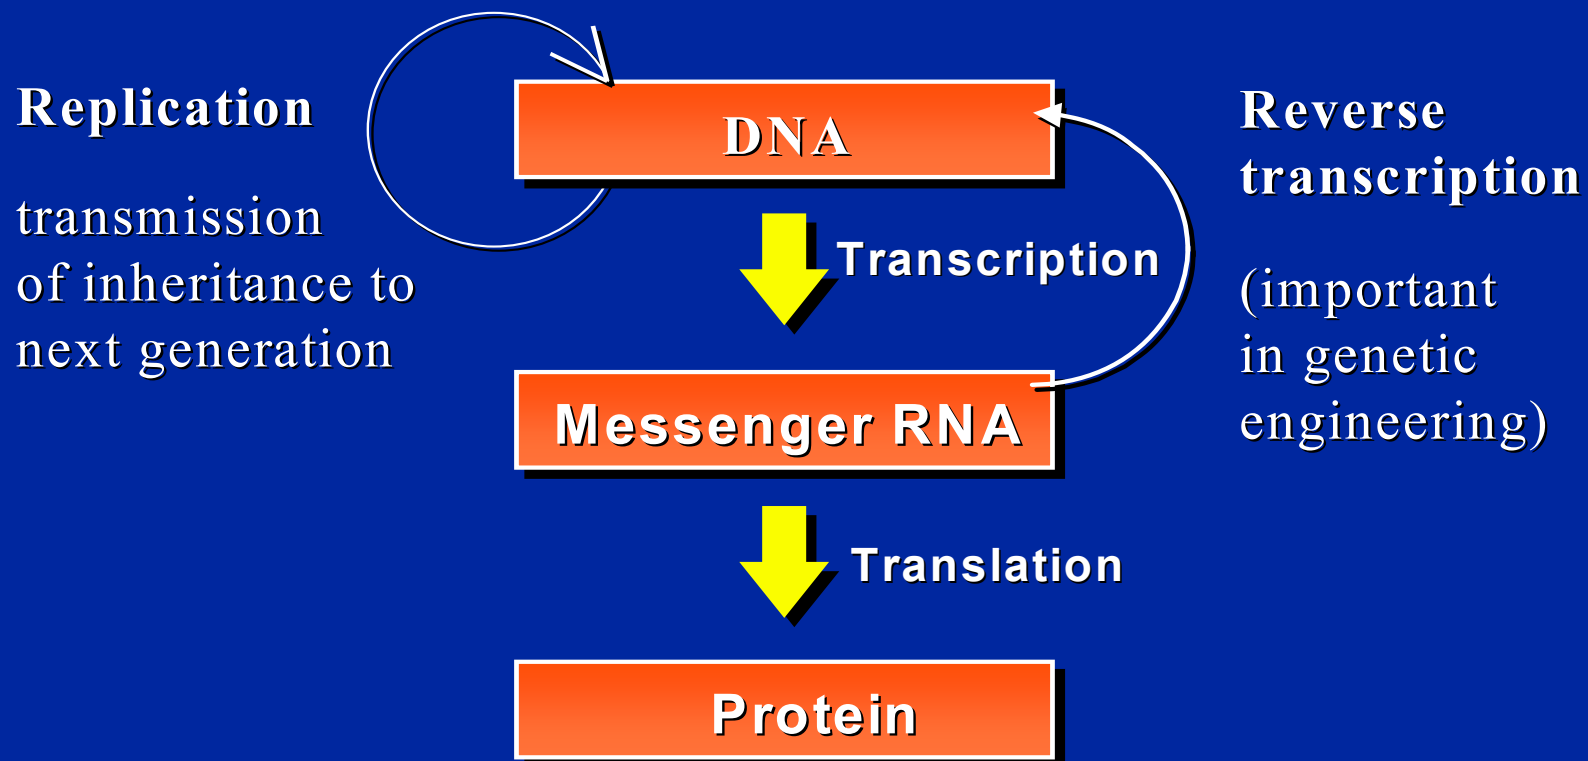 Replication
transmission
of inheritance to
next generation
DNA
Transcription
Messenger RNA
Translation
Protein
Reverse
transcription
(important
in genetic
engineering)